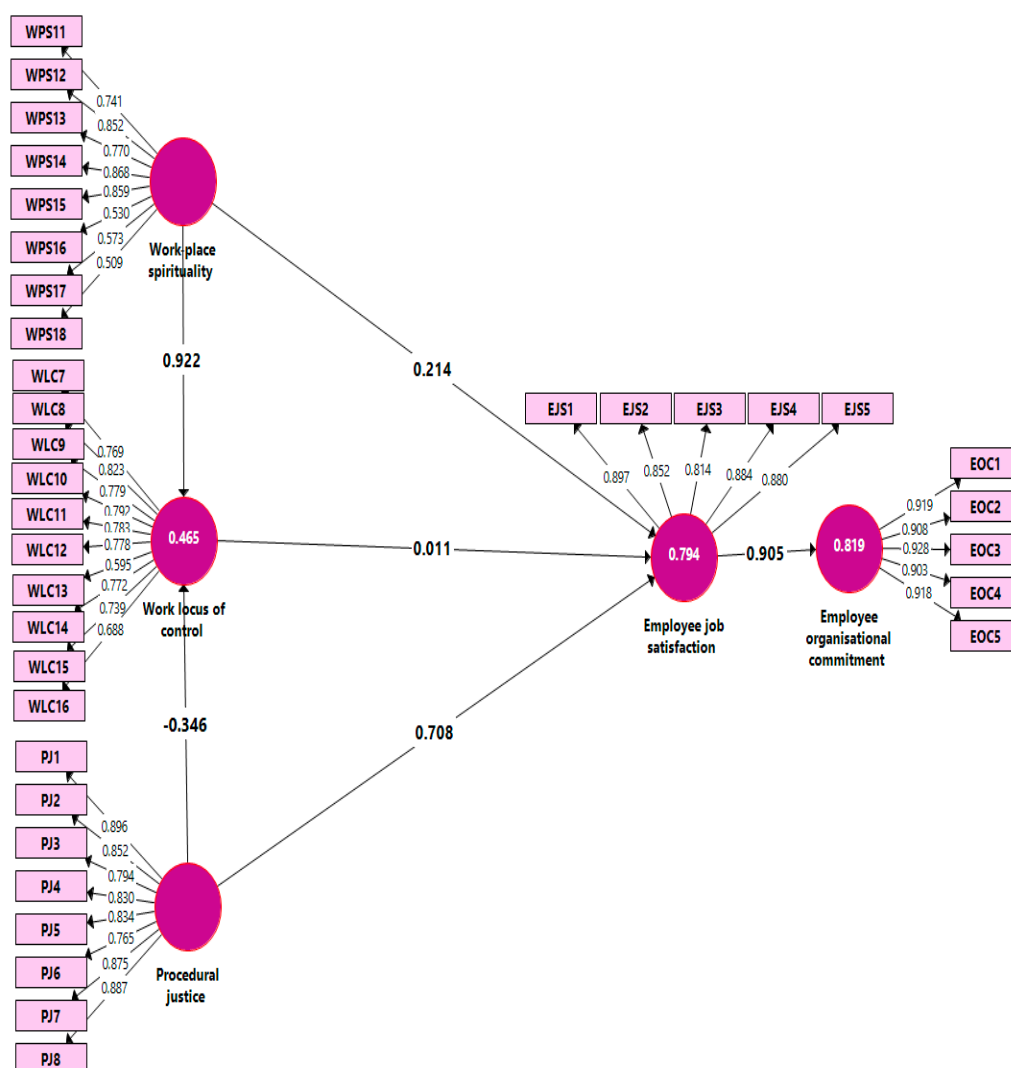 WPS11
WPS12
WPS13
WPS14
WPS15
WPS16
WPS17
WPS18
0.741
0.852
0.770
0.868
0.859
0.530
0.573
0.509
Work place
spirituality
0.922
0.214
WLC7
WLC8
WLC9
WLC10
WLC11
WLC12
WLC13
WLC14
WLC15
WLC16
0.769
0.823
0.779
0.792
0.783
0.778
0.595
0.772
0.739
0.688
0.465
Work locus of
control
0.011
-0.346
0.708
EJS1
EJS2
EJS3
EJS4
EJS5
0.897
0.852
0.814
0.884
0.880
0.794
Employee job
satisfaction
0.905
0.819
Employee
organisational
commitment
EOC1
EOC2
EOC3
EOC4
EOC5
0.919
0.908
0.928
0.903
0.918
PJ1
PJ2
PJ3
PJ4
PJ5
PJ6
PJ7
PJ8
0.896
0.852
0.794
0.830
0.834
0.765
0.875
0.887
Procedural
justice